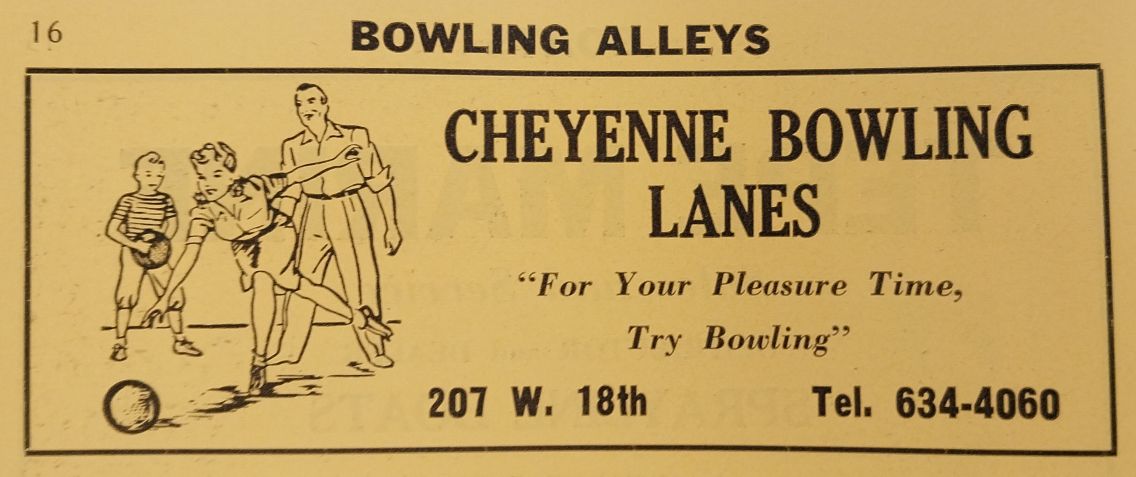 16
BOWLING ALLEYS
CHEYENNE BOWLING
LANES
"For Your Pleasure Time,
Try Bowling"
207 W. 18th Tel. 634-4060